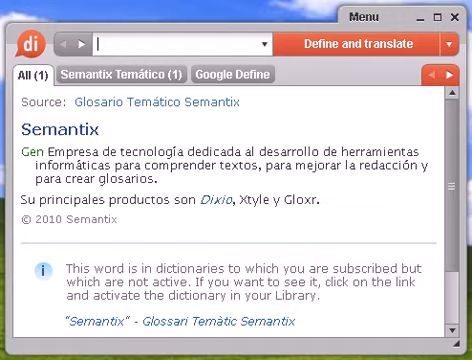 Menu
di
Define and translate
All (1) Semantix Temático (1) Google Define
Source: Glosario Temático Semantix
Semantix
Gen Empresa de tecnología dedicada al desarrollo de herramientas
informáticas para comprender textos, para mejorar la redacción y
para crear glosarios.
Su principales productos son Dixio, Xtyle y Gloxr.
© 2010 Semantix
i
This word is in dictionaries to which you are subscribed but
which are not active. If you want to see it, click on the link
and activate the dictionary in your Library.
"Semantix" - Glossari Temàtic Semantix